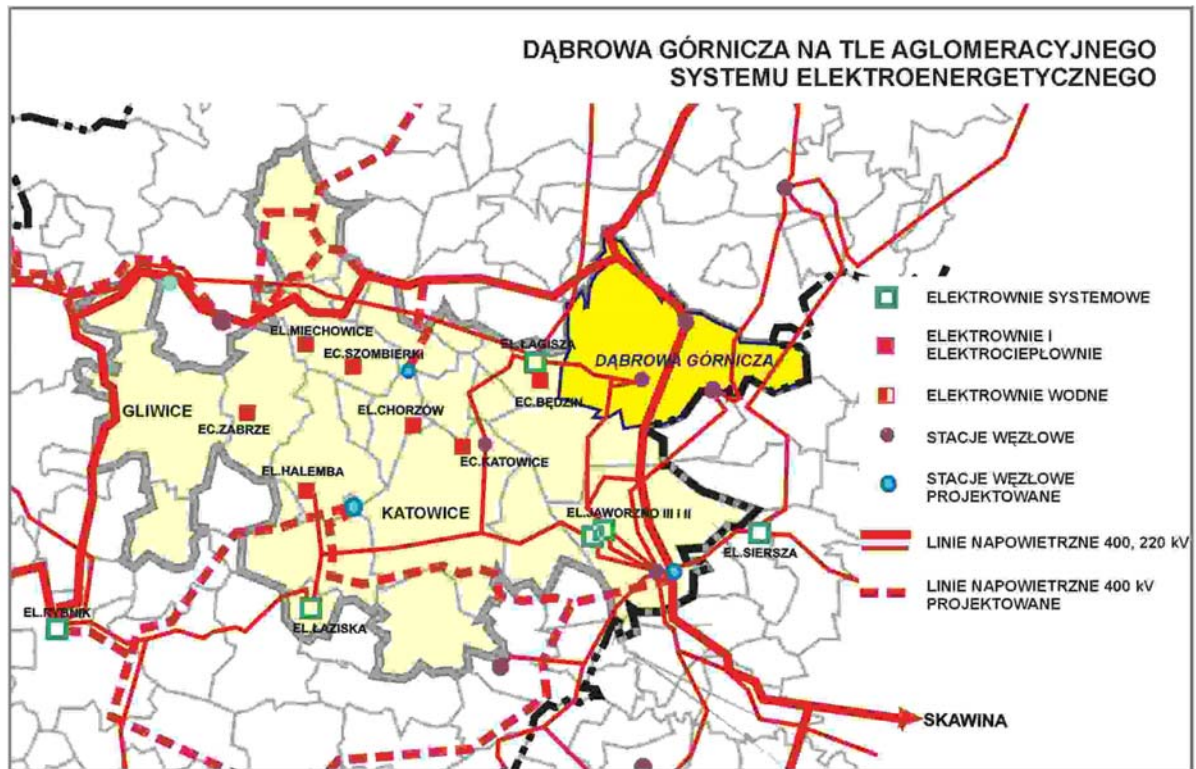 DĄBROWA GÓRNICZA NA TLE AGLOMERACYJNEGO
SYSTEMU ELEKTROENERGETYCZNEGO
EL.MIECHOWICE
EC.SZOMBIERKI
EL.ŁAGISZA
DĄBROWA GÓRNICZA
EC.BĘDZIN
GLIWICE
EC.ZABRZE
EL.CHORZÓW
EC.KATOWICE
EL.HALEMBA
KATOWICE
EL.JAWORZNO III i II
EL.SIERSZA
EL.RYBNIK
EL.ŁAZISKA
SKAWINA
ELEKTROWNIE SYSTEMOWE
ELEKTROWNIE I
ELEKTROCIEPŁOWNIE
ELEKTROWNIE WODNE
STACJE WĘZŁOWE
STACJE WĘZŁOWE
PROJEKTOWANE
LINIE NAPOWIETRZNE 400, 220 kV
LINIE NAPOWIETRZNE 400 kV
PROJEKTOWANE